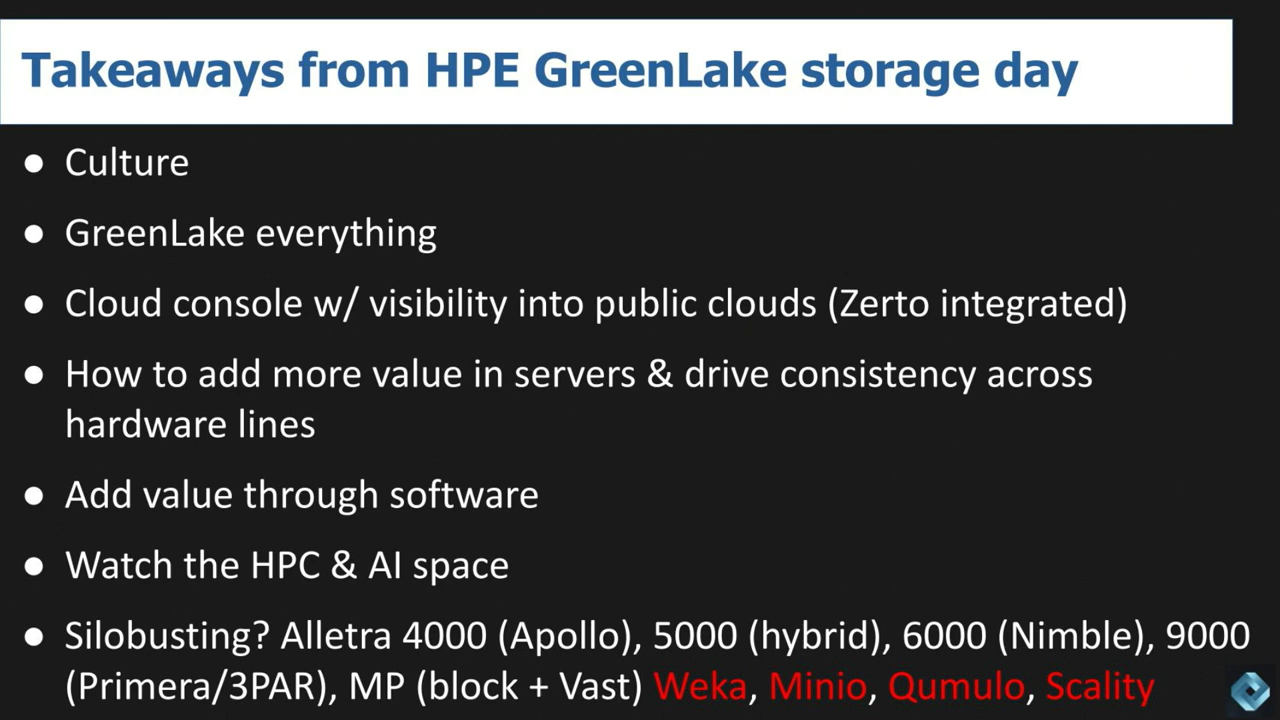 Takeaways from HPE GreenLake storage day
● Culture
● GreenLake everything
● Cloud console w/ visibility into public clouds (Zerto integrated)
● How to add more value in servers & drive consistency across
hardware lines
● Add value through software
● Watch the HPC & AI space
● Silobusting? Alletra 4000 (Apollo), 5000 (hybrid), 6000 (Nimble), 9000
(Primera/3PAR), MP (block + Vast) Weka, Minio, Qumulo, Scality